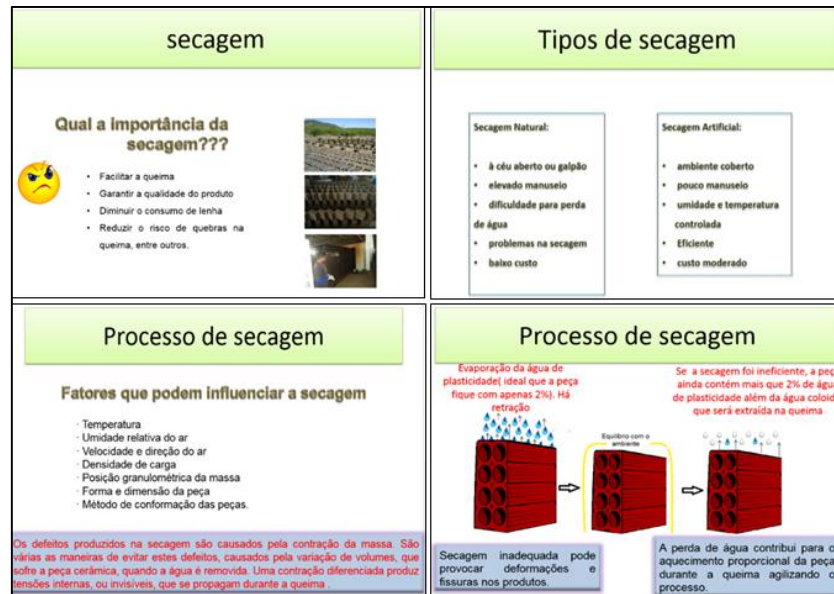 secagem
Qual a importância da
secagem???
• Facilitar a queima
• Garantir a qualidade do produto
• Diminuir o consumo de lenha
• Reduzir o risco de quebras na
queima, entre outros.
Tipos de secagem
Secagem Natural:
• à céu aberto ou galpão
• elevado manuseio
• dificuldade para perda
de água
• problemas na secagem
• baixo custo
Secagem Artificial:
• ambiente coberto
• pouco manuseio
• umidade e temperatura
controlada
• Eficiente
• custo moderado
Processo de secagem
Fatores que podem influenciar a secagem
· Temperatura
· Umidade relativa do ar
· Velocidade e direção do ar
· Densidade de carga
· Posição granulométrica da massa
· Forma e dimensão da peça
· Método de conformação das peças.
Os defeitos produzidos na secagem são causados pela contração da massa. São
várias as maneiras de evitar estes defeitos, causados pela variação de volumes, que
sofre a peça cerâmica, quando a água é removida. Uma contração diferenciada produz
tensões internas, ou invisíveis, que se propagam durante a queima .
Processo de secagem
Evaporação da água de
plasticidade( ideal que a peça
fique com apenas 2%). Há
retração
Equilíbrio com o
ambiente
Se a secagem foi ineficiente, a peç
ainda contém mais que 2% de águ
de plasticidade além da água coloid
que será extraída na queima
Secagem inadequada pode
provocar deformações e
fissuras nos produtos.
A perda de água contribui para o
aquecimento proporcional da peça
durante a queima agilizando o
processo.